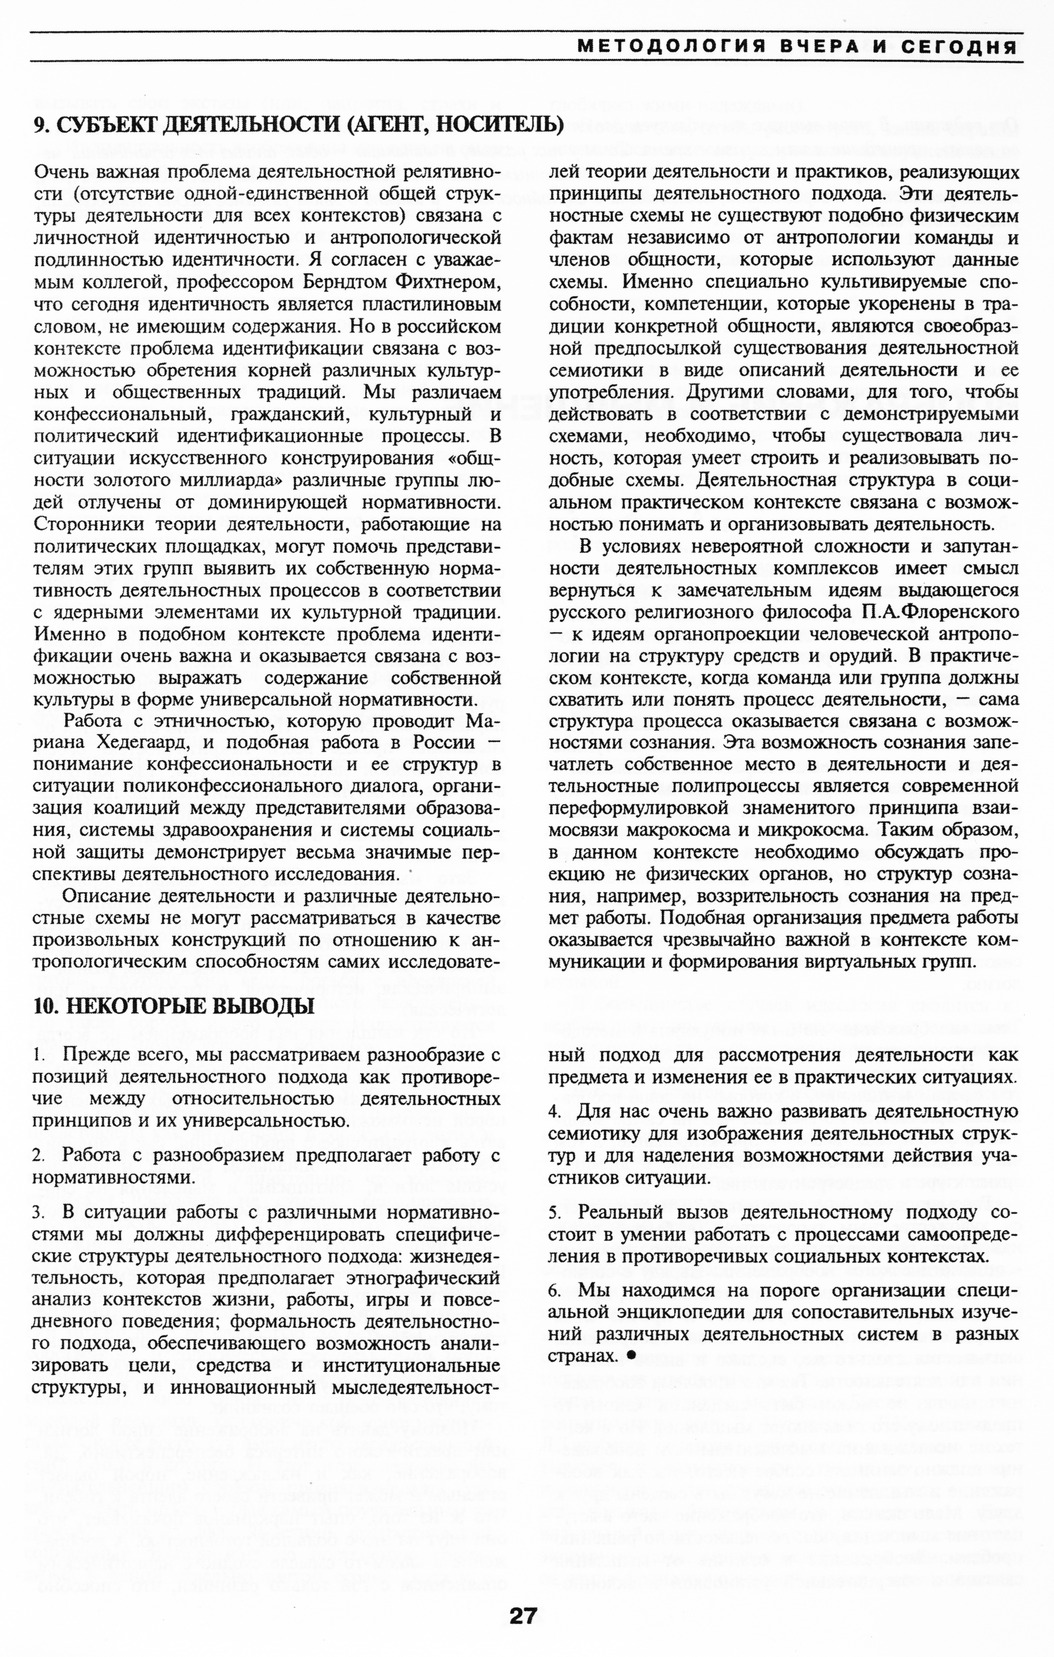 МЕТОДОЛОГИЯ ВЧЕРА И СЕГОДНЯ
9. СУБЪЕКТ ДЕЯТЕЛЬНОСТИ (АГЕНТ, НОСИТЕЛЬ)
Очень важная проблема деятельностной релятивно-
сти (отсутствие одной-единственной общей струк-
туры деятельности для всех контекстов) связана с
личностной идентичностью и антропологической
подлинностью идентичности. Я согласен с уважае-
мым коллегой, профессором Берндтом Фихтнером,
что сегодня идентичность является пластилиновым
словом, не имеющим содержания. Но в российском
контексте проблема идентификации связана с воз-
можностью обретения корней различных культур-
ных и общественных традиций. Мы различаем
конфессиональный, гражданский, культурный и
политический идентификационные процессы. В
ситуации искусственного конструирования «общ-
ности золотого миллиарда» различные группы лю-
дей отлучены от доминирующей нормативности.
Сторонники теории деятельности, работающие на
политических площадках, могут помочь представи-
телям этих групп выявить их собственную норма-
тивность деятельностных процессов в соответствии
с ядерными элементами их культурной традиции.
Именно в подобном контексте проблема иденти-
фикации очень важна и оказывается связана с воз-
можностью выражать содержание собственной
культуры в форме универсальной нормативности.
Работа с этничностью, которую проводит Ма-
риана Хедегаард, и подобная работа в России —
понимание конфессиональности и ее структур в
ситуации поликонфессионального диалога, органи-
зация коалиций между представителями образова-
ния, системы здравоохранения и системы социаль-
ной защиты демонстрирует весьма значимые пер-
спективы деятельностного исследования.
Описание деятельности и различные деятельно-
стные схемы не могут рассматриваться в качестве
произвольных конструкций по отношению к ан-
тропологическим способностям самих исследовате-
лей теории деятельности и практиков, реализующих
принципы деятельностного подхода. Эти деятель-
ностные схемы не существуют подобно физическим
фактам независимо от антропологии команды и
членов общности, которые используют данные
схемы. Именно специально культивируемые спо-
собности, компетенции, которые укоренены в тра-
диции конкретной общности, являются своеобраз-
ной предпосылкой существования деятельностной
семиотики в виде описаний деятельности и ее
употребления. Другими словами, для того, чтобы
действовать в соответствии с демонстрируемыми
схемами, необходимо, чтобы существовала лич-
ность, которая умеет строить и реализовывать по-
добные схемы. Деятельностная структура в соци-
альном практическом контексте связана с возмож-
ностью понимать и организовывать деятельность.
В условиях невероятной сложности и запутан-
ности деятельностных комплексов имеет смысл
вернуться к замечательным идеям выдающегося
русского религиозного философа П.А.Флоренского
— к идеям органопроекции человеческой антропо-
логии на структуру средств и орудий. В практиче-
ском контексте, когда команда или группа должны
схватить или понять процесс деятельности, — сама
структура процесса оказывается связана с возмож-
ностями сознания. Эта возможность сознания запе-
чатлеть собственное место в деятельности и дея-
тельностные полипроцессы является современной
переформулировкой знаменитого принципа взаи-
мосвязи макрокосма и микрокосма. Таким образом,
в данном контексте необходимо обсуждать про-
екцию не физических органов, но структур созна-
ния, например, воззрительность сознания на пред-
мет работы. Подобная организация предмета работы
оказывается чрезвычайно важной в контексте ком-
муникации и формирования виртуальных групп.
10. НЕКОТОРЫЕ ВЫВОДЫ
1. Прежде всего, мы рассматриваем разнообразие с
позиций деятельностного подхода как противоре-
чие между относительностью деятельностных
принципов и их универсальностью.
2. Работа с разнообразием предполагает работу с
нормативностями.
3. В ситуации работы с различными нормативно-
стями мы должны дифференцировать специфиче-
ские структуры деятельностного подхода: жизнедея-
тельность, которая предполагает этнографический
анализ контекстов жизни, работы, игры и повсе-
дневного поведения; формальность деятельностно-
го подхода, обеспечивающего возможность анали-
зировать цели, средства и институциональные
структуры, и инновационный мыследеятельност-
ный подход для рассмотрения деятельности как
предмета и изменения ее в практических ситуациях.
4. Для нас очень важно развивать деятельностную
семиотику для изображения деятельностных струк-
тур и для наделения возможностями действия уча-
стников ситуации.
5. Реальный вызов деятельностному подходу со-
стоит в умении работать с процессами самоопреде-
ления в противоречивых социальных контекстах.
6. Мы находимся на пороге организации специ-
альной энциклопедии для сопоставительных изуче-
ний различных деятельностных систем в разных
странах. ●
27